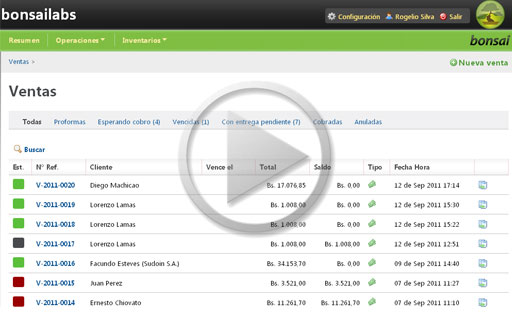 bonsailabs
Configuración Rogelio Silva Salir
Resumen Operaciones Inventarios bonsai
Ventas Nueva venta
Ventas
Todas Proformas Esperando cobro (4) Vencidas (1) Con entrega pendiente (7) Cobradas Anuladas
Buscar
Est. Nº Ref. Cliente Vence el Total Saldo Tipo Fecha Hora
V-2011-0020 Diego Machicao Bs. 17.076,85 Bs. 0,00 12 de Sep 2011 17:14
V-2011-0019 Lorenzo Lamas Bs. 1.008,00 Bs. 0,00 12 de Sep 2011 15:30
V-2011-0018 Lorenzo Lamas Bs. 1.008,00 Bs. 0,00 12 de Sep 2011 15:22
V-2011-0017 Lorenzo Lamas Bs. 1.008,00 Bs. 1.008,00 12 de Sep 2011 12:51
V-2011-0016 Facundo Esteves (Sudoin S.A.) Bs. 34.153,70 Bs. 0,00 09 de Sep 2011 14:40
V-2011-0015 Juan Perez Bs. 3.521,00 Bs. 3.521,00 07 de Sep 2011 11:27
V-2011-0014 Ernesto Chiovato Bs. 11.261,70 Bs. 11.261,70 07 de Sep 2011 11:10